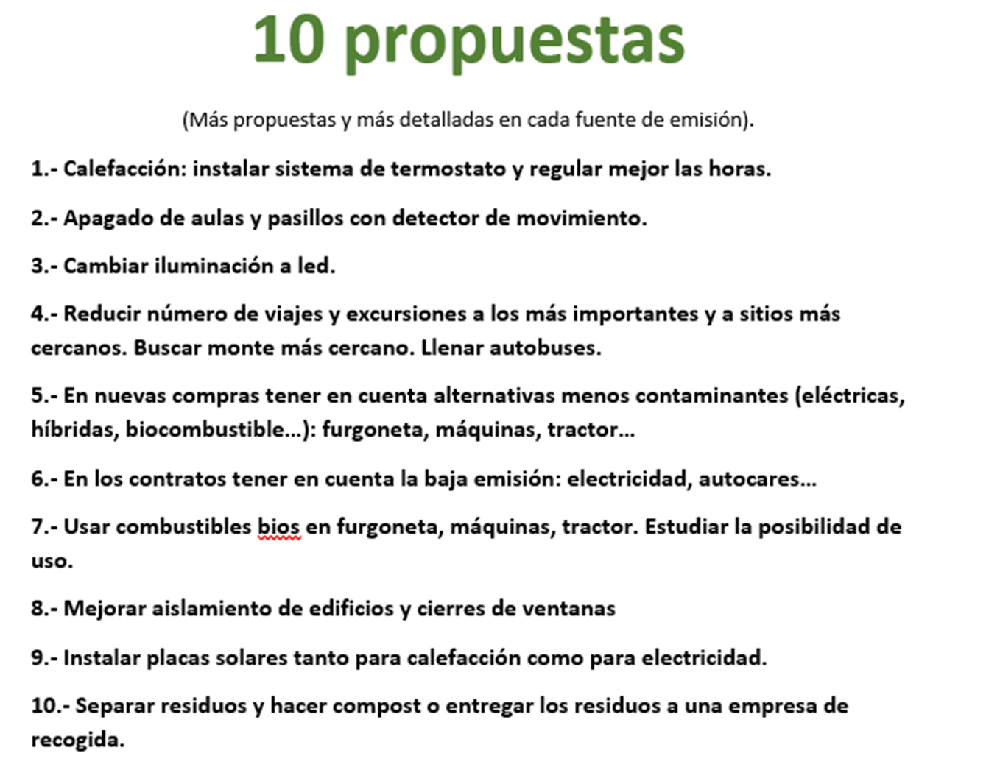 10 propuestas
(Más propuestas y más detalladas en cada fuente de emisión).
1.- Calefacción: instalar sistema de termostato y regular mejor las horas.
2.- Apagado de aulas y pasillos con detector de movimiento.
3.- Cambiar iluminación a led.
4.- Reducir número de viajes y excursiones a los más importantes y a sitios más
cercanos. Buscar monte más cercano. Llenar autobuses.
5.- En nuevas compras tener en cuenta alternativas menos contaminantes (eléctricas,
híbridas, biocombustible...): furgoneta, máquinas, tractor...
6.- En los contratos tener en cuenta la baja emisión: electricidad, autocares...
7.- Usar combustibles bios en furgoneta, máquinas, tractor. Estudiar la posibilidad de
uso.
8.- Mejorar aislamiento de edificios y cierres de ventanas
9.- Instalar placas solares tanto para calefacción como para electricidad.
10.- Separar residuos y hacer compost o entregar los residuos a una empresa de
recogida.